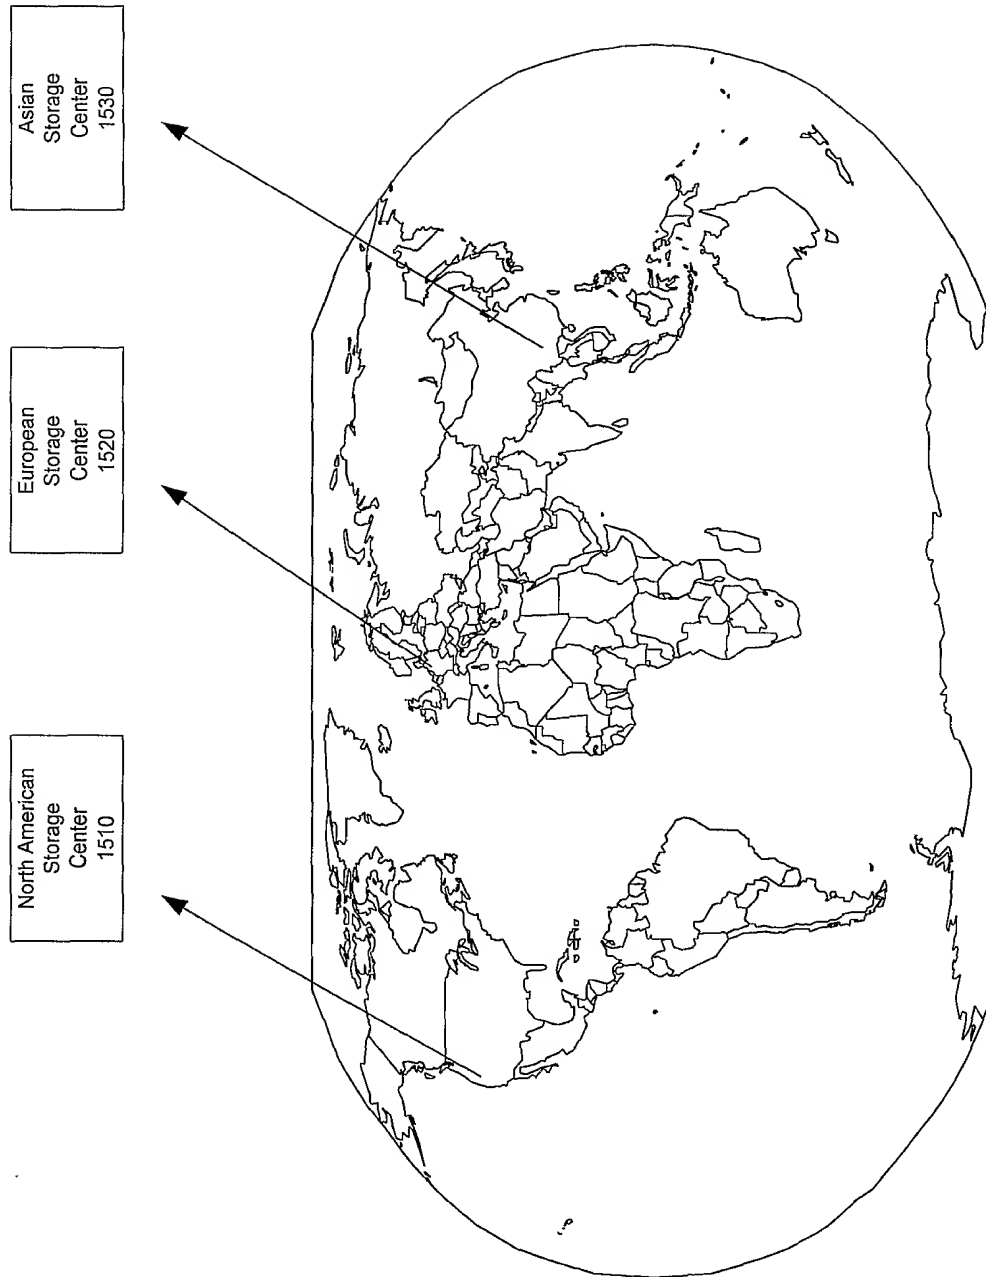 North American
Storage
Center
1510
European
Storage
Center
1520
Asian
Storage
Center
1530